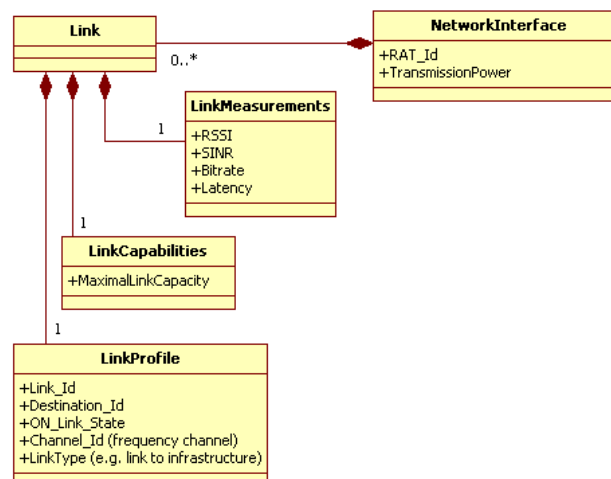 Link
NetworkInterface
+RAT_Id
+TransmissionPower
0..*
LinkMeasurements
+RSSI
+SINR
+Bitrate
+Latency
1
LinkCapabilities
+MaximalLinkCapacity
1
LinkProfile
+Link_Id
+Destination_Id
+ON_Link_State
+Channel_Id (frequency channel)
+LinkType (e.g. link to infrastructure)
1